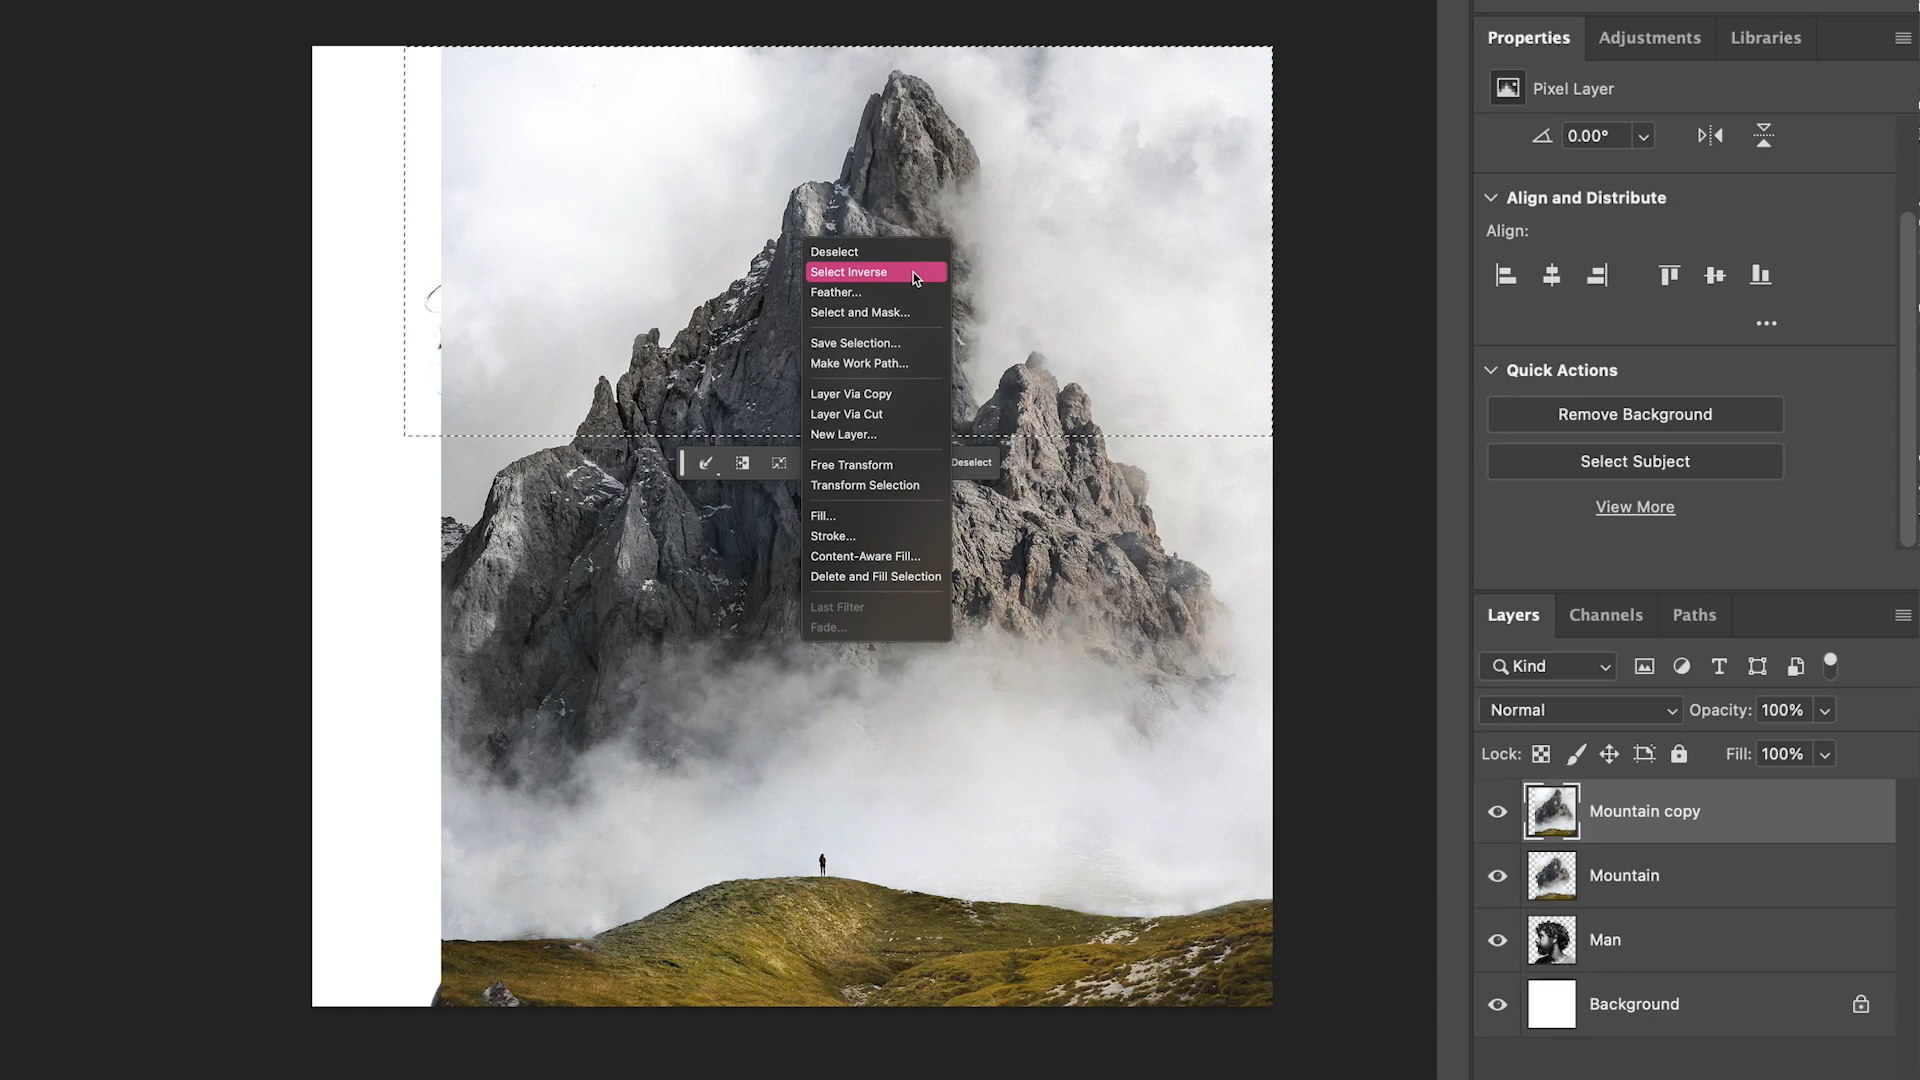 Properties
Adjustments
Libraries
Pixel Layer
0.00°
Align and Distribute
Align:
Quick Actions
Remove Background
Select Subject
View More
Deselect
Select Inverse
Feather...
Select and Mask...
Save Selection...
Make Work Path...
Layer Via Copy
Layer Via Cut
New Layer...
Free Transform
Transform Selection
Fill...
Stroke...
Content-Aware Fill...
Delete and Fill Selection
Last Filter
Fade...
Deselect
Layers
Channels
Paths
Kind
Normal
Opacity: 100%
Lock:
Fill: 100%
Mountain copy
Mountain
Man
Background